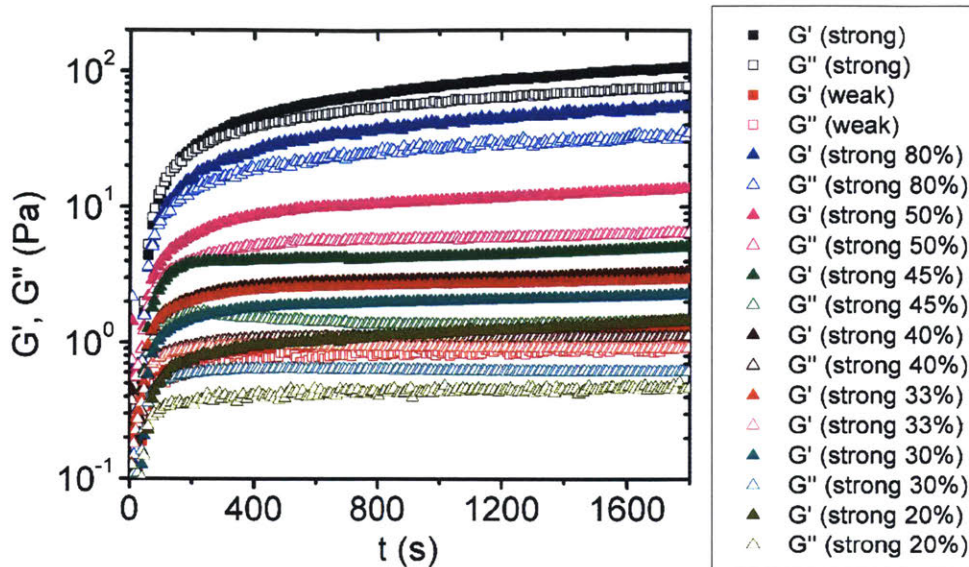 10²
10¹
10⁰
10⁻¹
G', G" (Pa)
0
400
800
1200
1600
t (s)
G' (strong)
G" (strong)
G' (weak)
G" (weak)
G' (strong 80%)
G" (strong 80%)
G' (strong 50%)
G" (strong 50%)
G' (strong 45%)
G" (strong 45%)
G' (strong 40%)
G" (strong 40%)
G' (strong 33%)
G" (strong 33%)
G' (strong 30%)
G" (strong 30%)
G' (strong 20%)
G" (strong 20%)